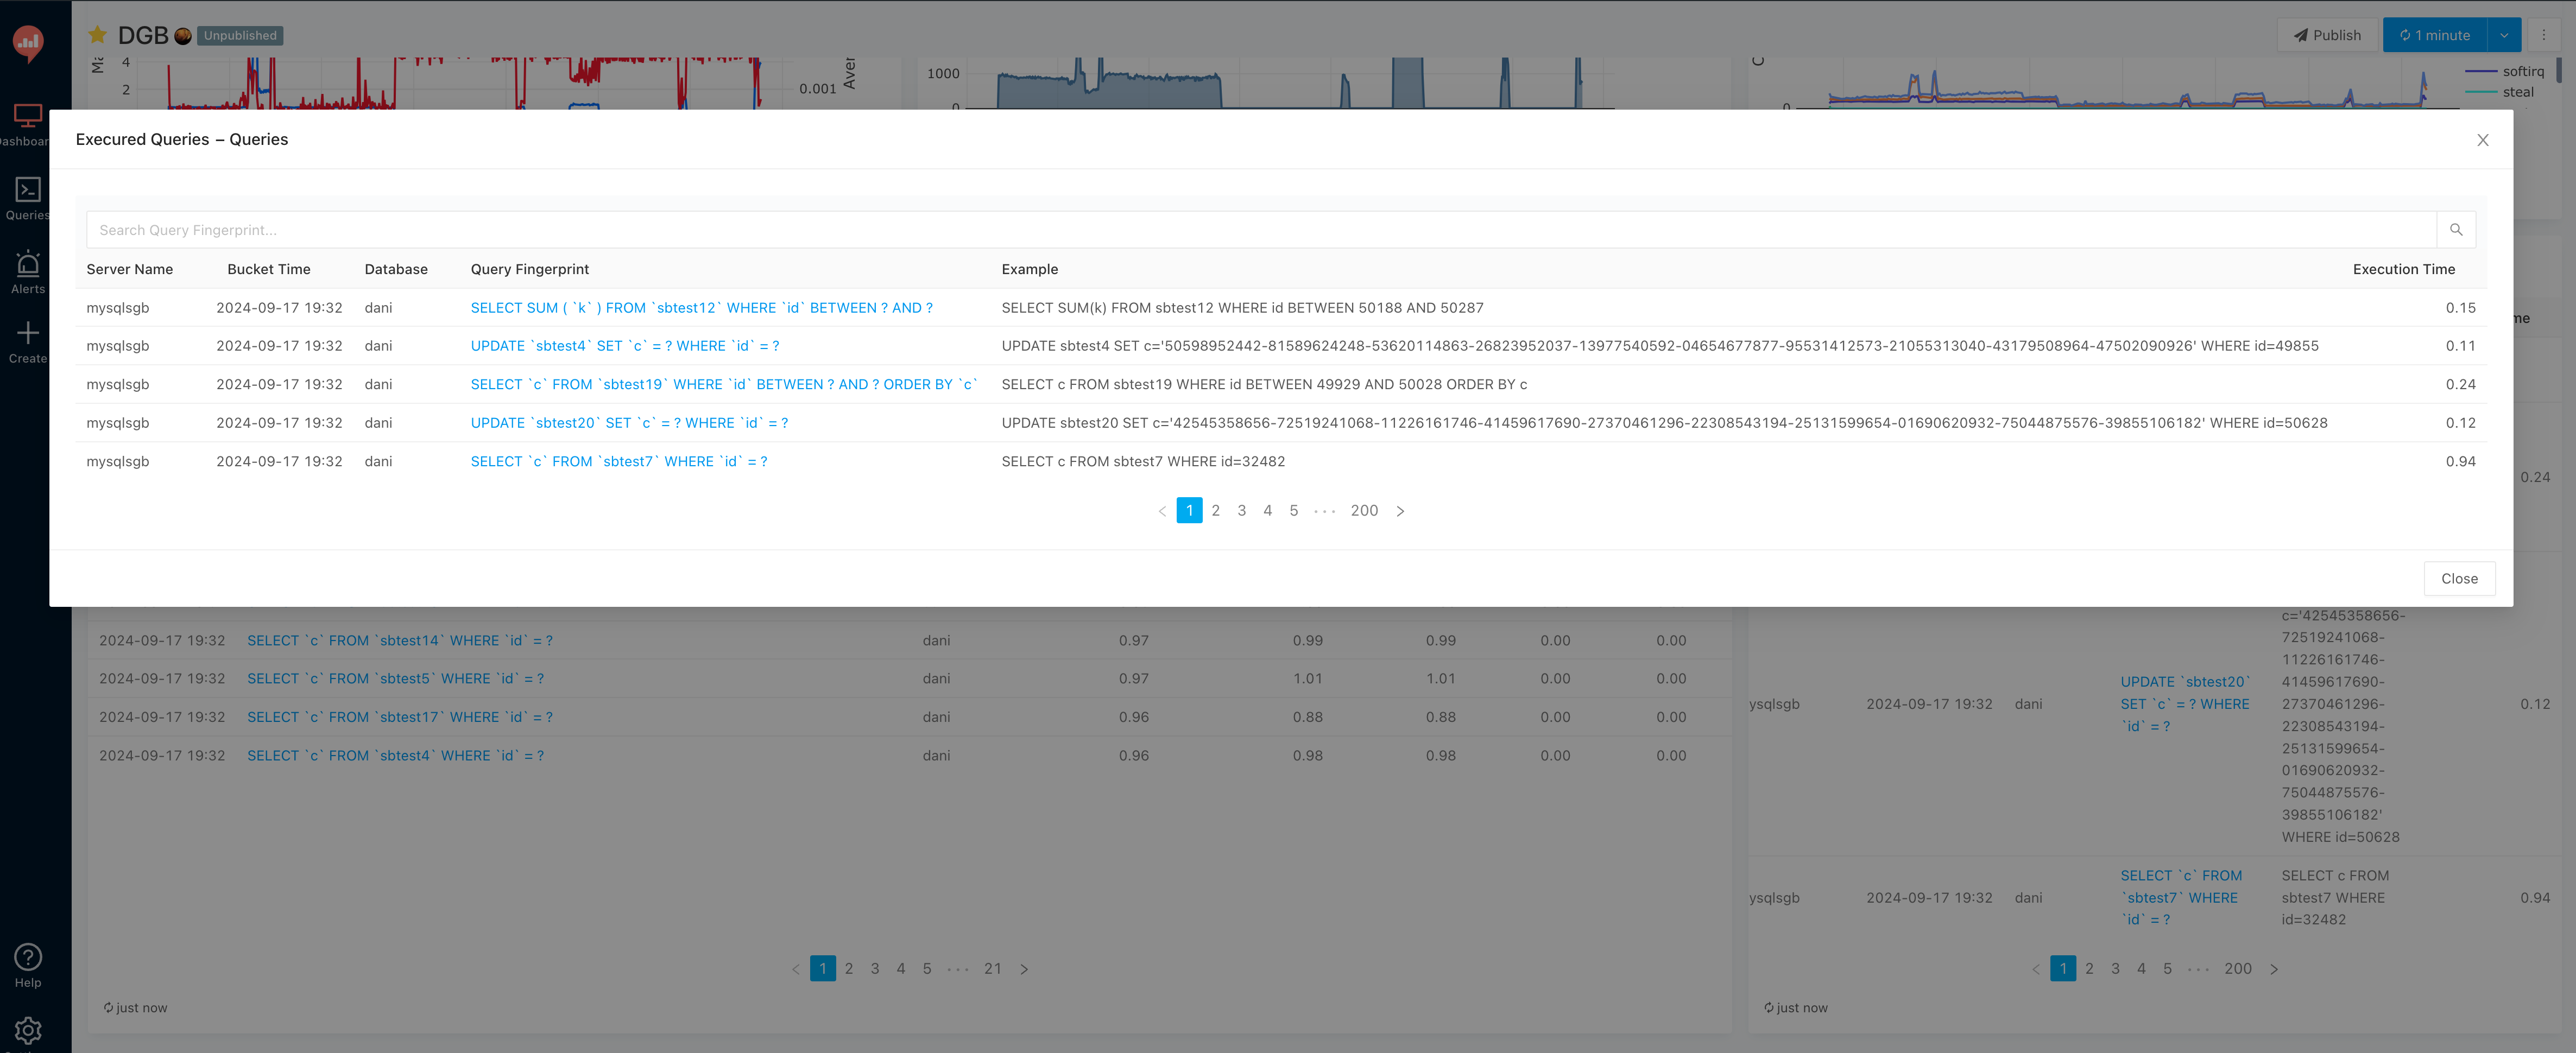 DGB Unpublished
Publish
1 minute
Ma
4
2
0.001
Aver
1000
0
C
0
softirq
steal
Dashboar
Queries
Alerts
Create
Help
Execured Queries – Queries
Search Query Fingerprint...
Server Name Bucket Time Database Query Fingerprint Example Execution Time
mysqlsgb 2024-09-17 19:32 dani SELECT SUM ( `k` ) FROM `sbtest12` WHERE `id` BETWEEN ? AND ? SELECT SUM(k) FROM sbtest12 WHERE id BETWEEN 50188 AND 50287 0.15
mysqlsgb 2024-09-17 19:32 dani UPDATE `sbtest4` SET `c` = ? WHERE `id` = ? UPDATE sbtest4 SET c='50598952442-81589624248-53620114863-26823952037-13977540592-04654677877-95531412573-21055313040-43179508964-47502090926' WHERE id=49855 0.11
mysqlsgb 2024-09-17 19:32 dani SELECT `c` FROM `sbtest19` WHERE `id` BETWEEN ? AND ? ORDER BY `c` SELECT c FROM sbtest19 WHERE id BETWEEN 49929 AND 50028 ORDER BY c 0.24
mysqlsgb 2024-09-17 19:32 dani UPDATE `sbtest20` SET `c` = ? WHERE `id` = ? UPDATE sbtest20 SET c='42545358656-72519241068-11226161746-41459617690-27370461296-22308543194-25131599654-01690620932-75044875576-39855106182' WHERE id=50628 0.12
mysqlsgb 2024-09-17 19:32 dani SELECT `c` FROM `sbtest7` WHERE `id` = ? SELECT c FROM sbtest7 WHERE id=32482 0.94
1 2 3 4 5 ••• 200
Close
me
0.24
2024-09-17 19:32 SELECT `c` FROM `sbtest14` WHERE `id` = ? dani 0.97 0.99 0.99 0.00 0.00
2024-09-17 19:32 SELECT `c` FROM `sbtest5` WHERE `id` = ? dani 0.97 1.01 1.01 0.00 0.00
2024-09-17 19:32 SELECT `c` FROM `sbtest17` WHERE `id` = ? dani 0.96 0.88 0.88 0.00 0.00
2024-09-17 19:32 SELECT `c` FROM `sbtest4` WHERE `id` = ? dani 0.96 0.98 0.98 0.00 0.00
1 2 3 4 5 ••• 21
just now
ysqlsgb 2024-09-17 19:32 dani
UPDATE `sbtest20`
SET `c` = ? WHERE
`id` = ?
c='42545358656-
72519241068-
11226161746-
41459617690-
27370461296-
22308543194-
25131599654-
01690620932-
75044875576-
39855106182'
WHERE id=50628
0.12
ysqlsgb 2024-09-17 19:32 dani
SELECT `c` FROM
`sbtest7` WHERE
`id` = ?
SELECT c FROM
sbtest7 WHERE
id=32482
0.94
1 2 3 4 5 ••• 200
just now